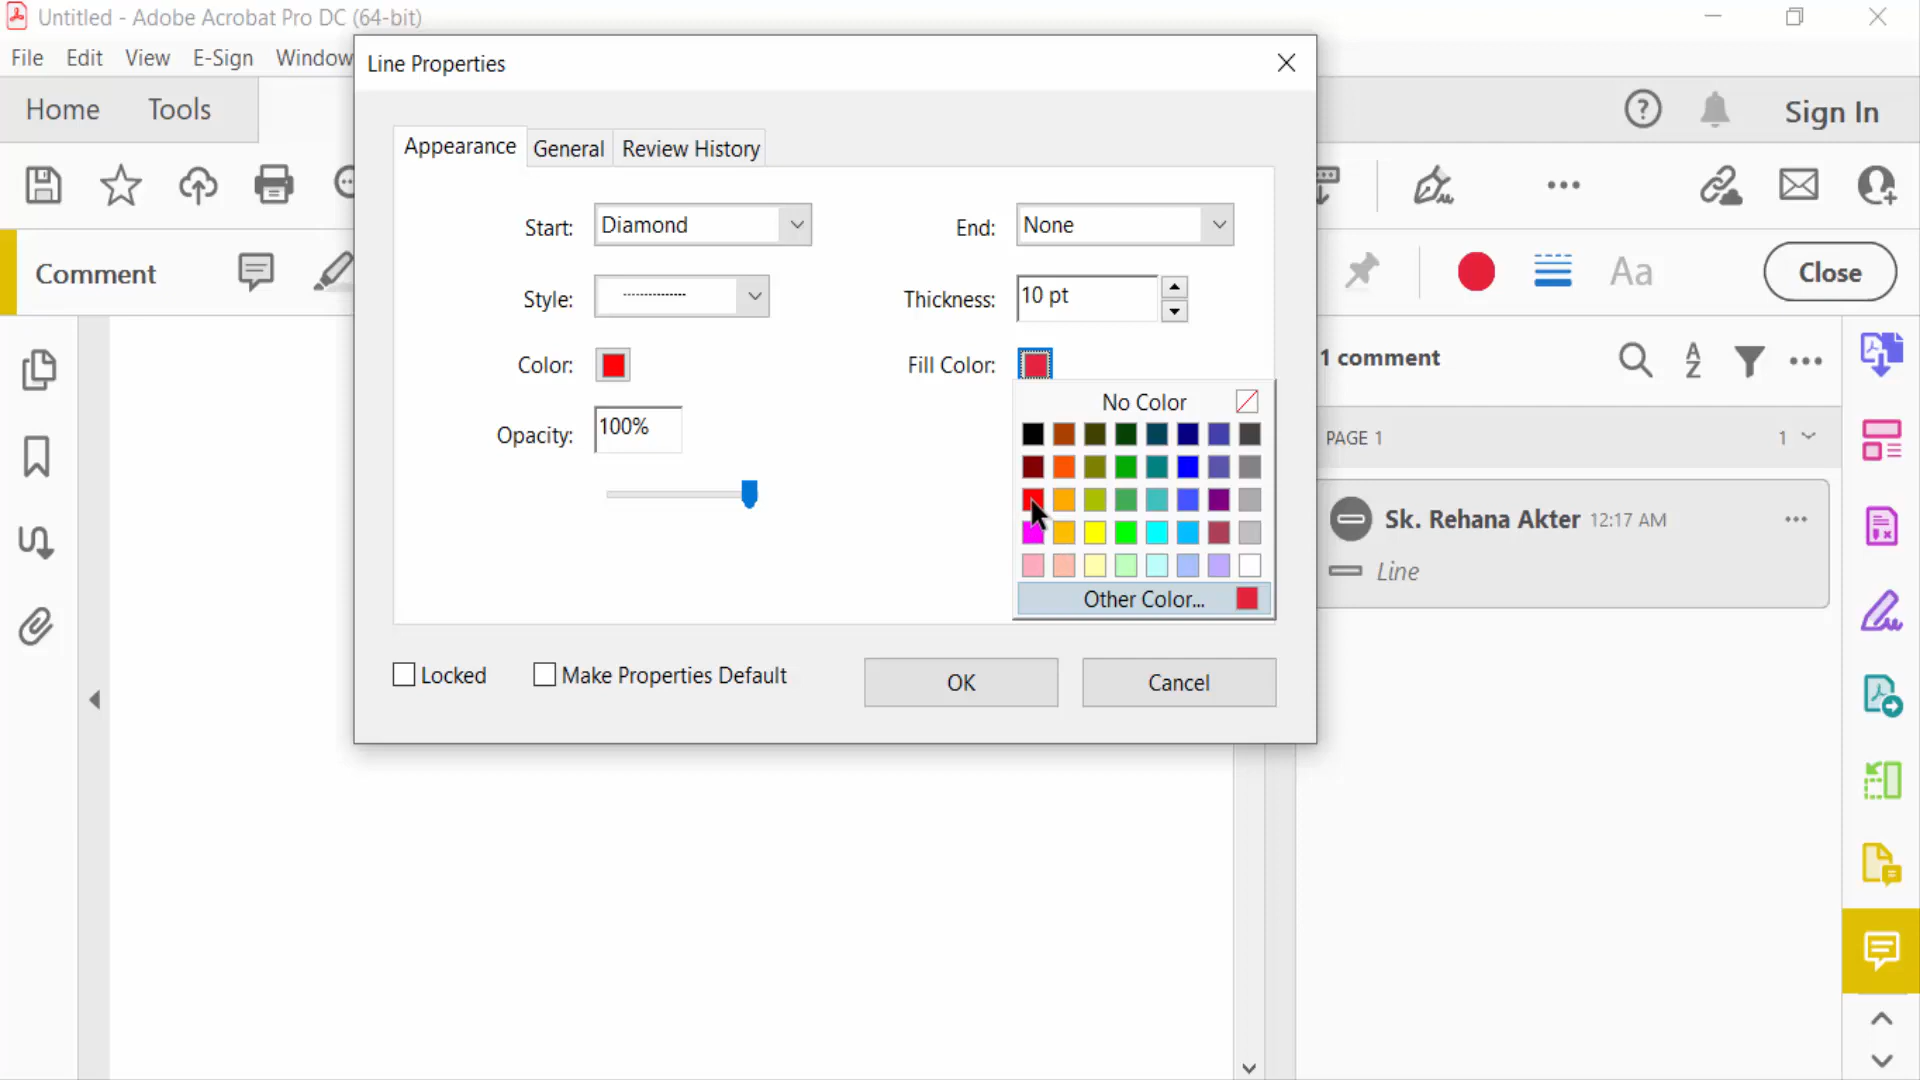 Untitled - Adobe Acrobat Pro DC (64-bit)
File Edit View E-Sign Window
Line Properties
Home Tools
Sign In
Appearance General Review History
Start: Diamond End: None
Comment
Aa
Close
Style: Thickness: 10 pt
Color: Fill Color:
1 comment
A
Z
No Color
Opacity: 100%
PAGE 1 1
Sk. Rehana Akter 12:17 AM
Line
Other Color...
Locked Make Properties Default OK Cancel